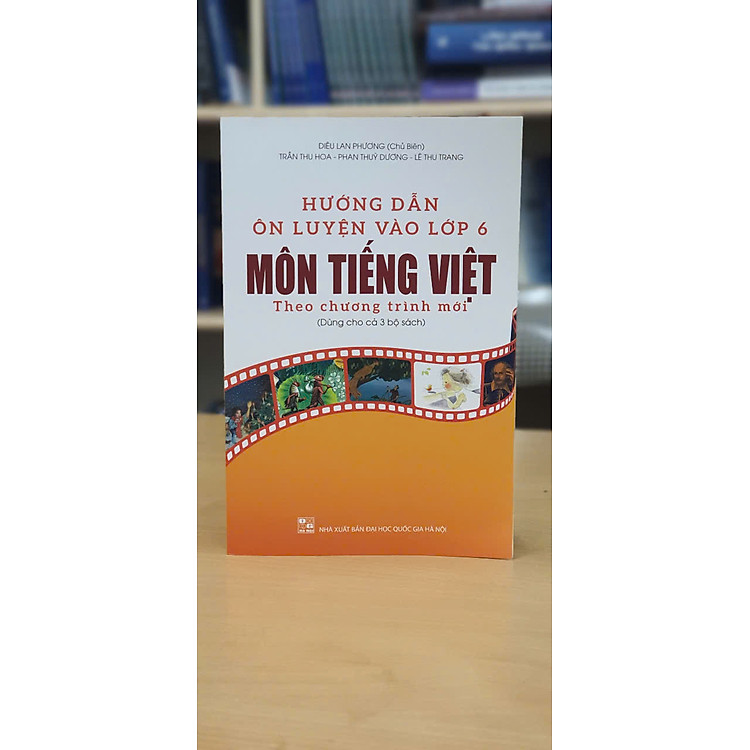 DIÊU LAN PHƯƠNG (Chủ Biên)
TRẦN THU HOA - PHAN THUỲ DƯƠNG - LÊ THU TRANG
HƯỚNG DẪN
ÔN LUYỆN VÀO LỚP 6
MÔN TIẾNG VIỆT
Theo chương trình mới
(Dùng cho cả 3 bộ sách)
NHÀ XUẤT BẢN ĐẠI HỌC QUỐC GIA HÀ NỘI